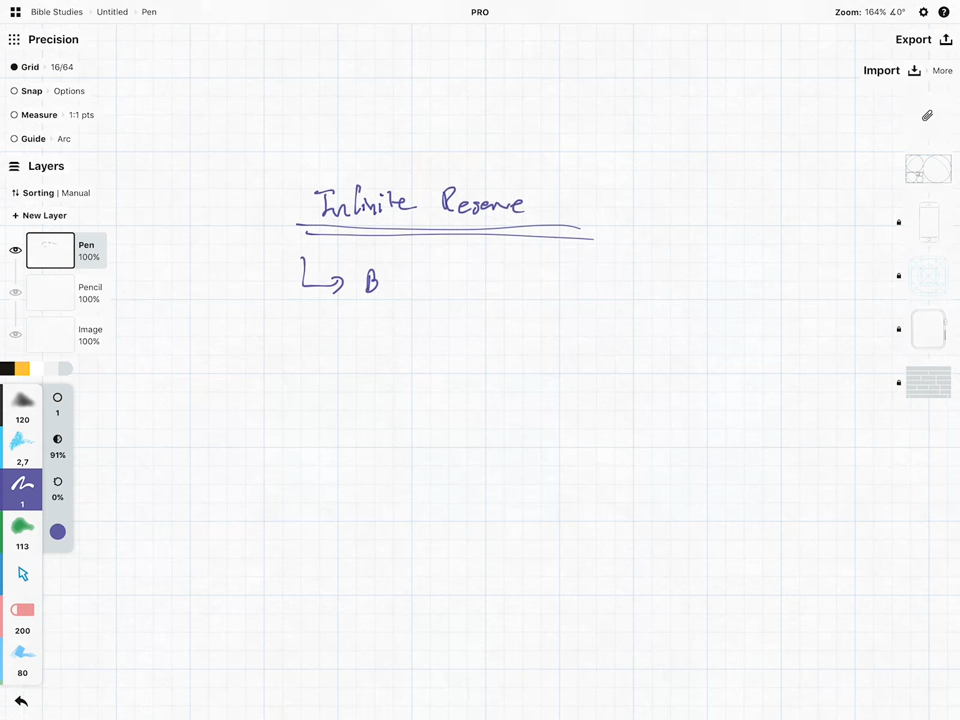 Bible Studies › Untitled › Pen
PRO
Zoom: 164% ∡0°
Precision
Export
Grid › 16/64
Import
More
Snap › Options
Measure › 1:1 pts
Guide › Arc
Layers
Sorting | Manual
+ New Layer
Pen
100%
Pencil
100%
Image
100%
120
1
2,7
91%
1
0%
113
200
80
Infinite Reserve
B